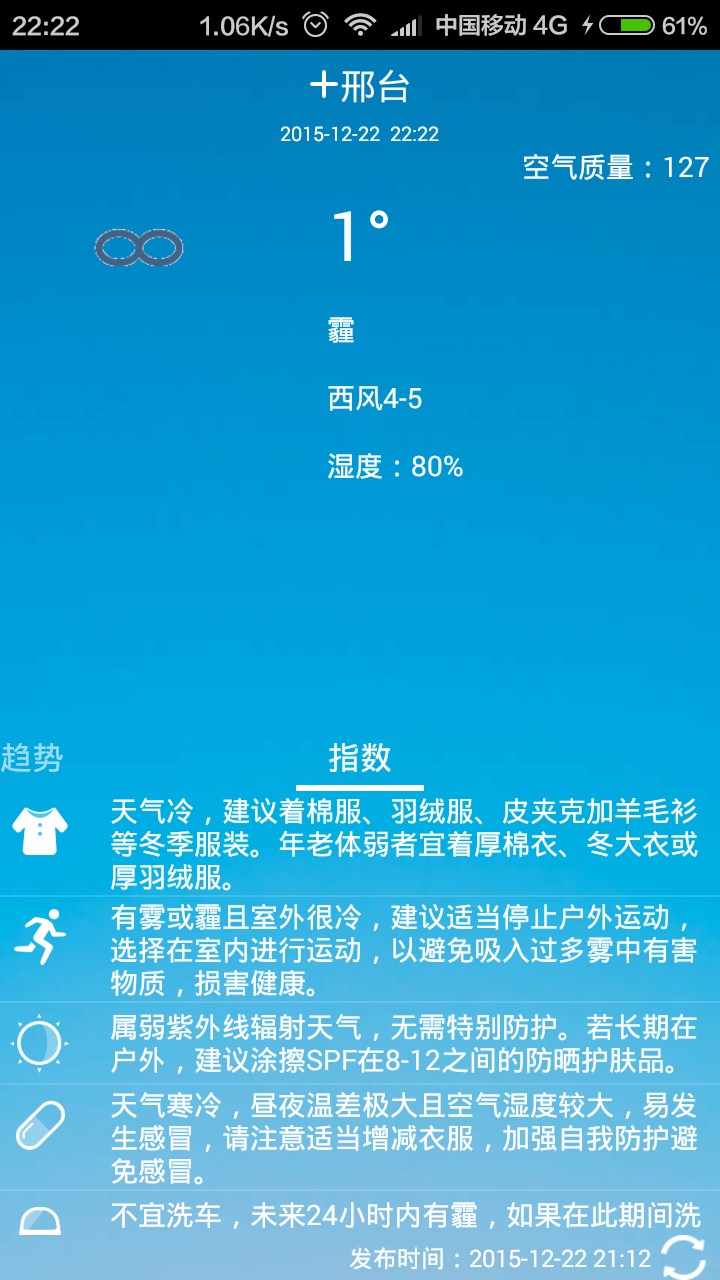 22:22 1.06K/s 中国移动 4G 61%
+邢台
2015-12-22 22:22
空气质量：127
1°
霾
西风4-5
湿度：80%
趋势 指数
天气冷，建议着棉服、羽绒服、皮夹克加羊毛衫
等冬季服装。年老体弱者宜着厚棉衣、冬大衣或
厚羽绒服。
有雾或霾且室外很冷，建议适当停止户外运动，
选择在室内进行运动，以避免吸入过多雾中有害
物质，损害健康。
属弱紫外线辐射天气，无需特别防护。若长期在
户外，建议涂擦SPF在8-12之间的防晒护肤品。
天气寒冷，昼夜温差极大且空气湿度较大，易发
生感冒，请注意适当增减衣服，加强自我防护避
免感冒。
不宜洗车，未来24小时内有霾，如果在此期间洗
发布时间：2015-12-22 21:12